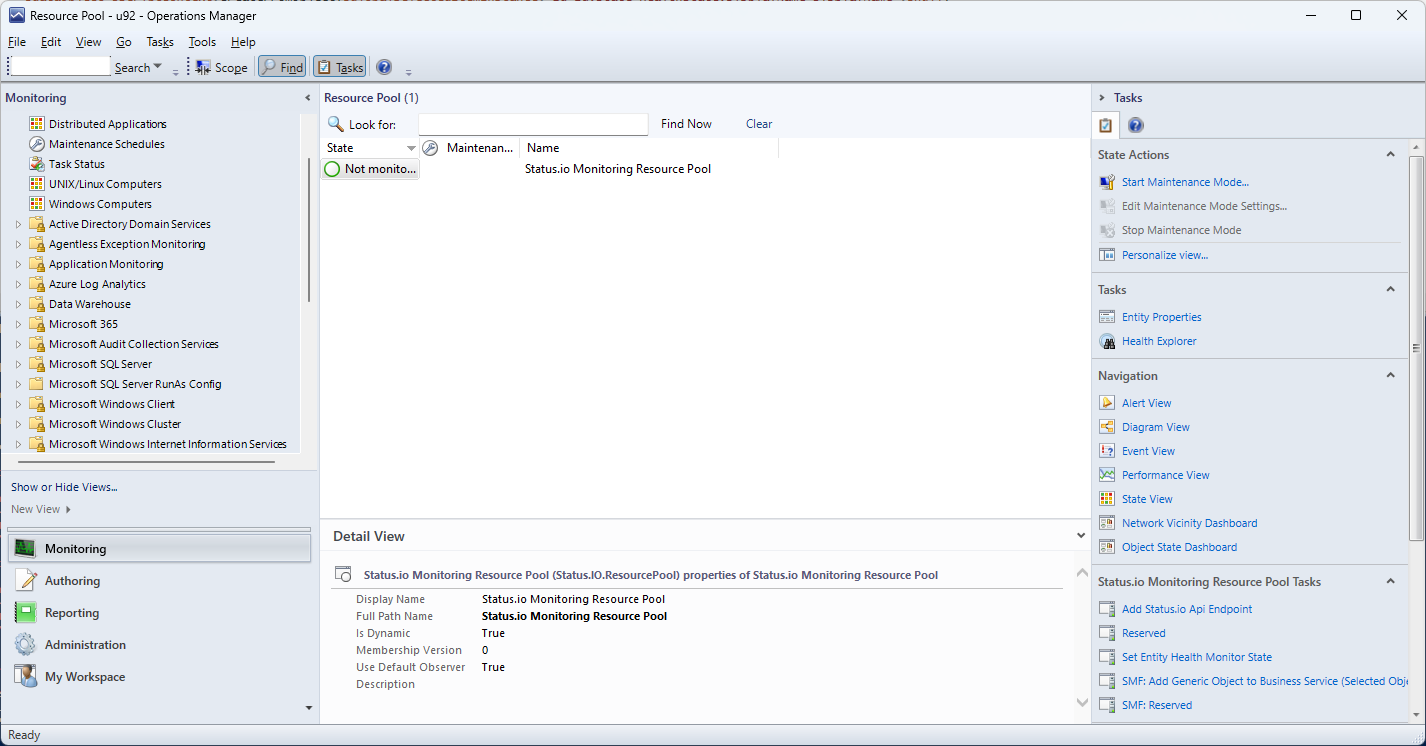 Resource Pool - u92 - Operations Manager
File Edit View Go Tasks Tools Help
Search Scope Find Tasks
Monitoring
Distributed Applications
Maintenance Schedules
Task Status
UNIX/Linux Computers
Windows Computers
Active Directory Domain Services
Agentless Exception Monitoring
Application Monitoring
Azure Log Analytics
Data Warehouse
Microsoft 365
Microsoft Audit Collection Services
Microsoft SQL Server
Microsoft SQL Server RunAs Config
Microsoft Windows Client
Microsoft Windows Cluster
Microsoft Windows Internet Information Services
Show or Hide Views...
New View
Monitoring
Authoring
Reporting
Administration
My Workspace
Resource Pool (1)
Look for: Find Now Clear
State Maintenan... Name
Not monito... Status.io Monitoring Resource Pool
Detail View
Status.io Monitoring Resource Pool (Status.IO.ResourcePool) properties of Status.io Monitoring Resource Pool
Display Name Status.io Monitoring Resource Pool
Full Path Name Status.io Monitoring Resource Pool
Is Dynamic True
Membership Version 0
Use Default Observer True
Description
Tasks
State Actions
Start Maintenance Mode...
Edit Maintenance Mode Settings...
Stop Maintenance Mode
Personalize view...
Tasks
Entity Properties
Health Explorer
Navigation
Alert View
Diagram View
Event View
Performance View
State View
Network Vicinity Dashboard
Object State Dashboard
Status.io Monitoring Resource Pool Tasks
Add Status.io Api Endpoint
Reserved
Set Entity Health Monitor State
SMF: Add Generic Object to Business Service (Selected Obje
SMF: Reserved
Ready